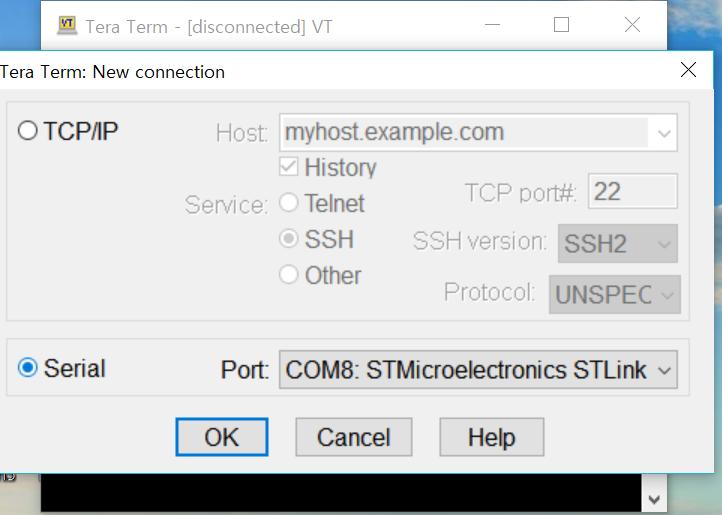 Tera Term - [disconnected] VT
Tera Term: New connection
TCP/IP
Host: myhost.example.com
History
Service: Telnet
TCP port#: 22
SSH
SSH version: SSH2
Other
Protocol: UNSPEC
Serial
Port: COM8: STMicroelectronics STLink
OK Cancel Help